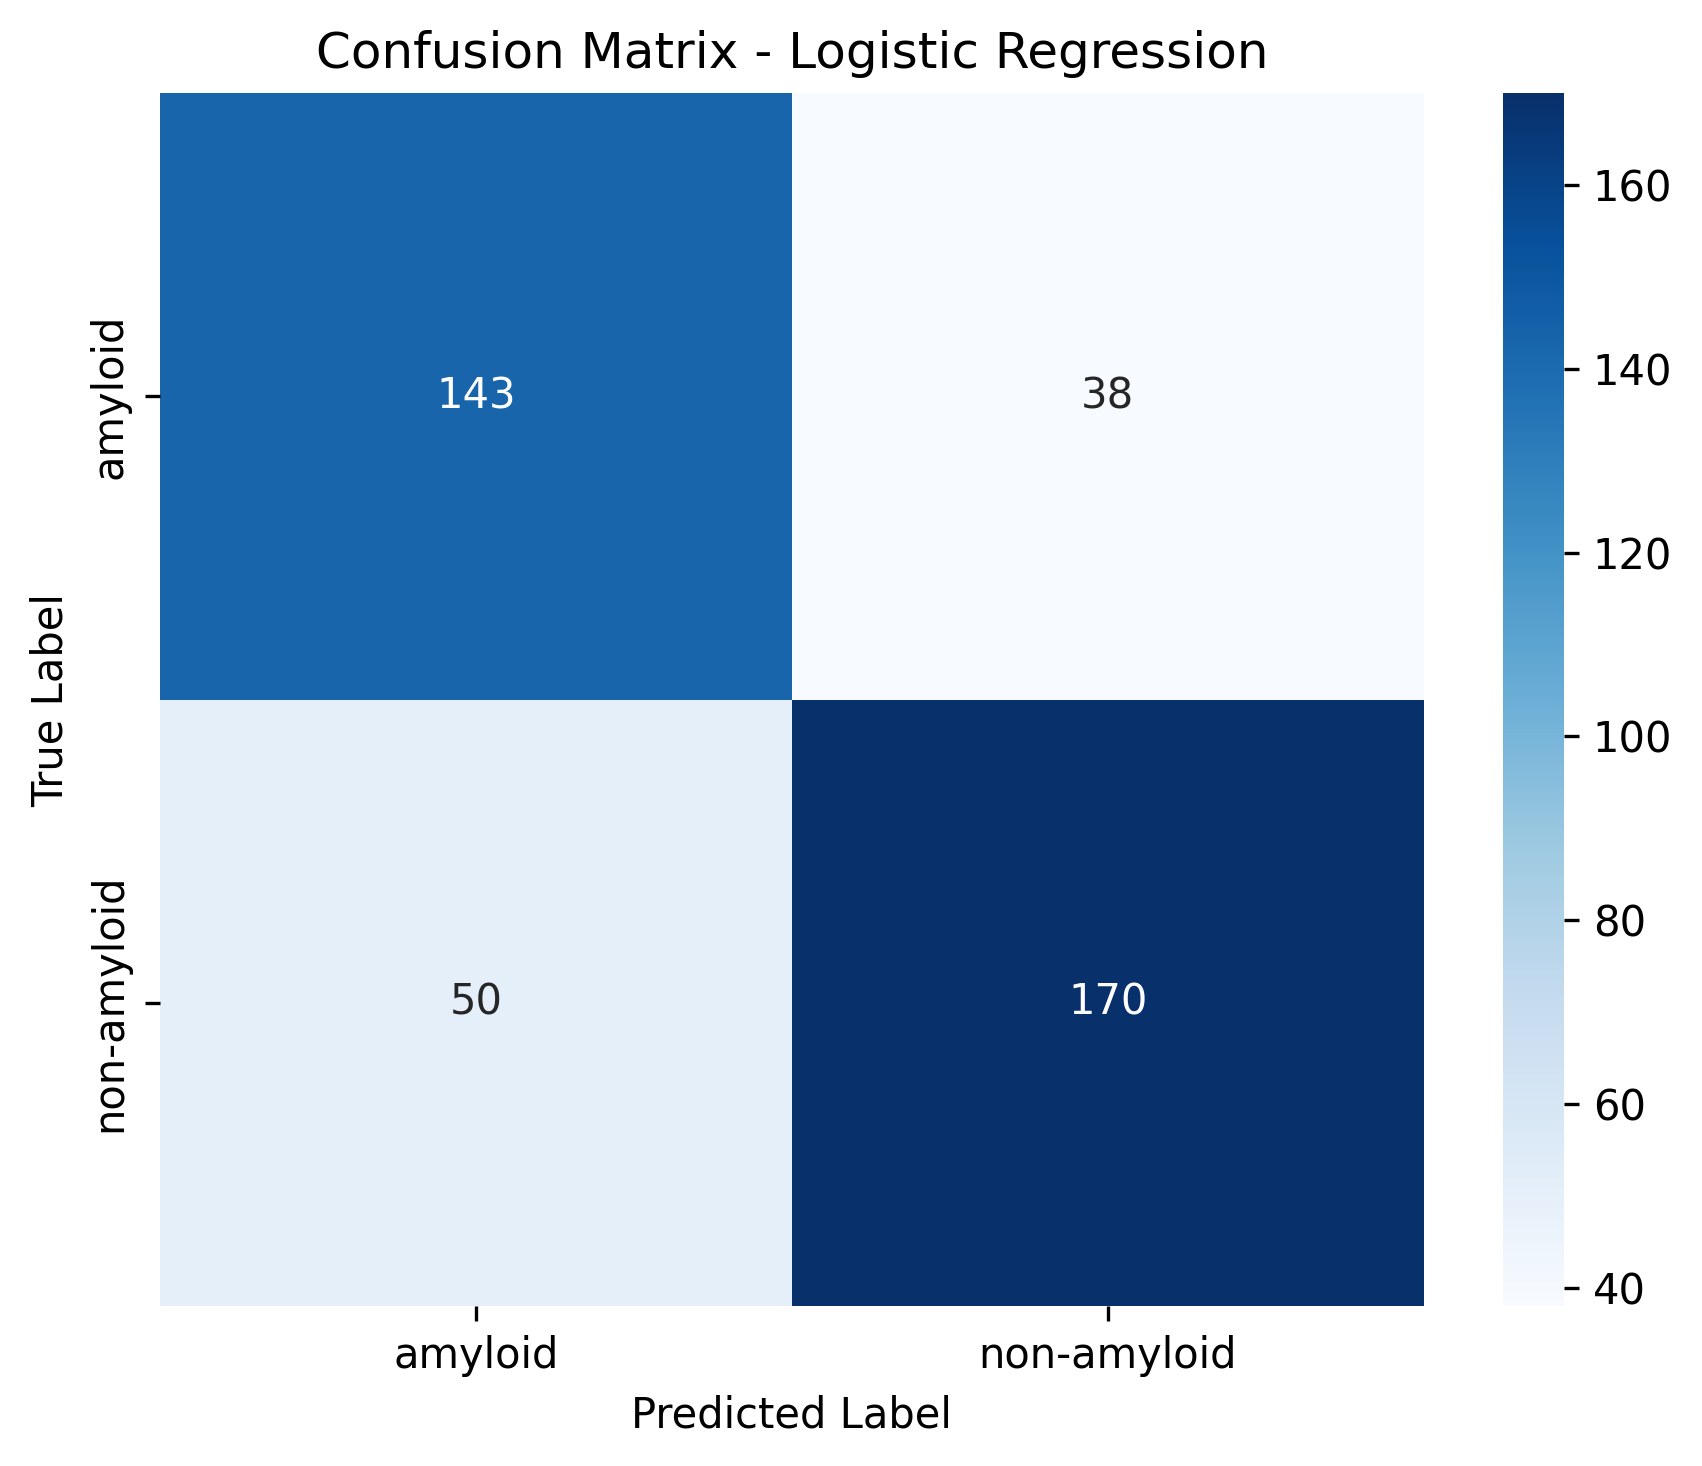 Confusion Matrix - Logistic Regression
True Label
amyloid
non-amyloid
143
38
50
170
amyloid
non-amyloid
Predicted Label
160
140
120
100
80
60
40